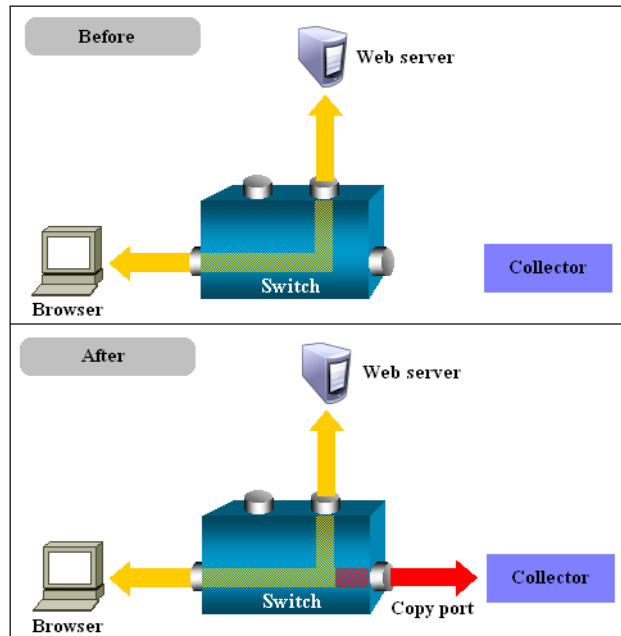 Before
Web server
Collector
Switch
Browser
After
Web server
Collector
Switch
Copy port
Browser